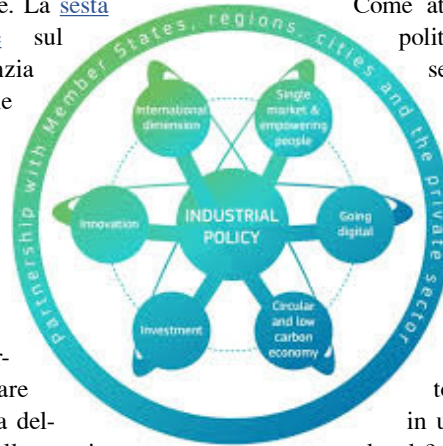 e. La sesta
sul
nzia
e
Come at
polit
se
partnership with Member States, regions, cities and the private sector
International
dimension
Single
market &
empowering
people
Innovation
INDUSTRIAL
POLICY
Going
digital
Investment
Circular
and low
carbon
economy
r-
are
a del-
to
in u